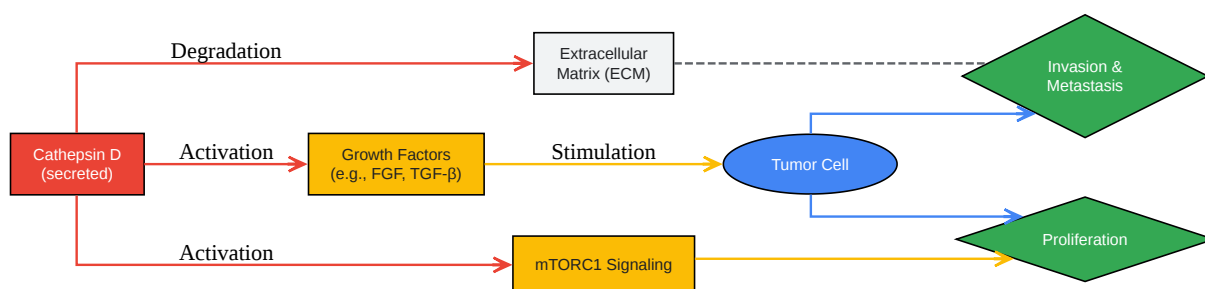 Degradation
Extracellular
Matrix (ECM)
Invasion &
Metastasis
Cathepsin D
(secreted)
Activation
Growth Factors
(e.g., FGF, TGF-β)
Stimulation
Tumor Cell
Activation
mTORC1 Signaling
Proliferation